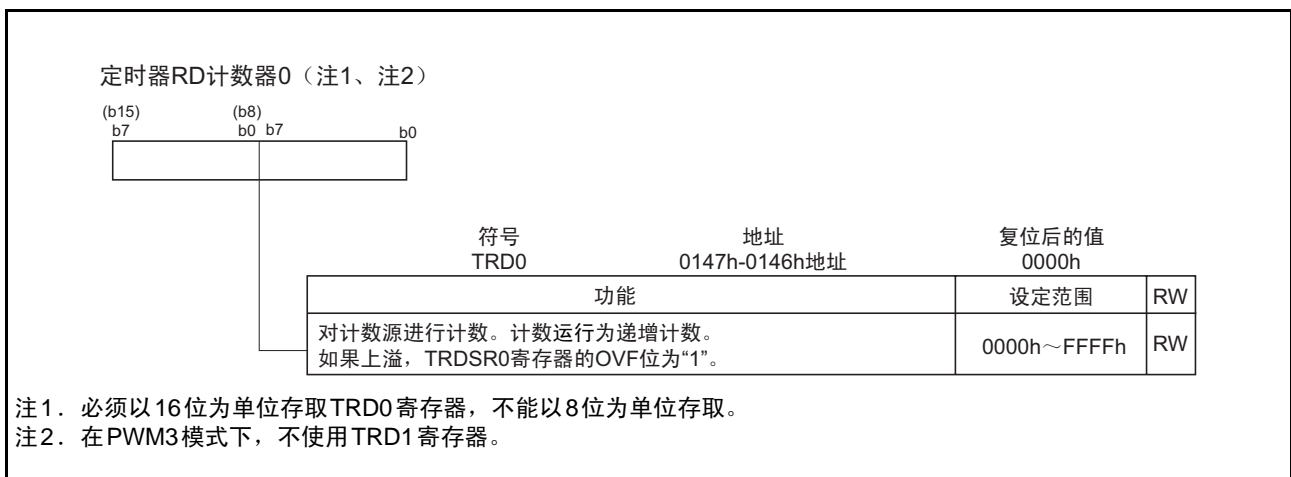 定时器RD计数器0（注1、注2）
(b15) (b8)
b7 b0 b7 b0
符号 地址 复位后的值
TRD0 0147h-0146h地址 0000h
功能 设定范围 RW
对计数源进行计数。计数运行为递增计数。
如果上溢，TRDSR0寄存器的OVF位为“1”。 0000h～FFFFh RW
注1．必须以16位为单位存取TRD0寄存器，不能以8位为单位存取。
注2．在PWM3模式下，不使用TRD1寄存器。